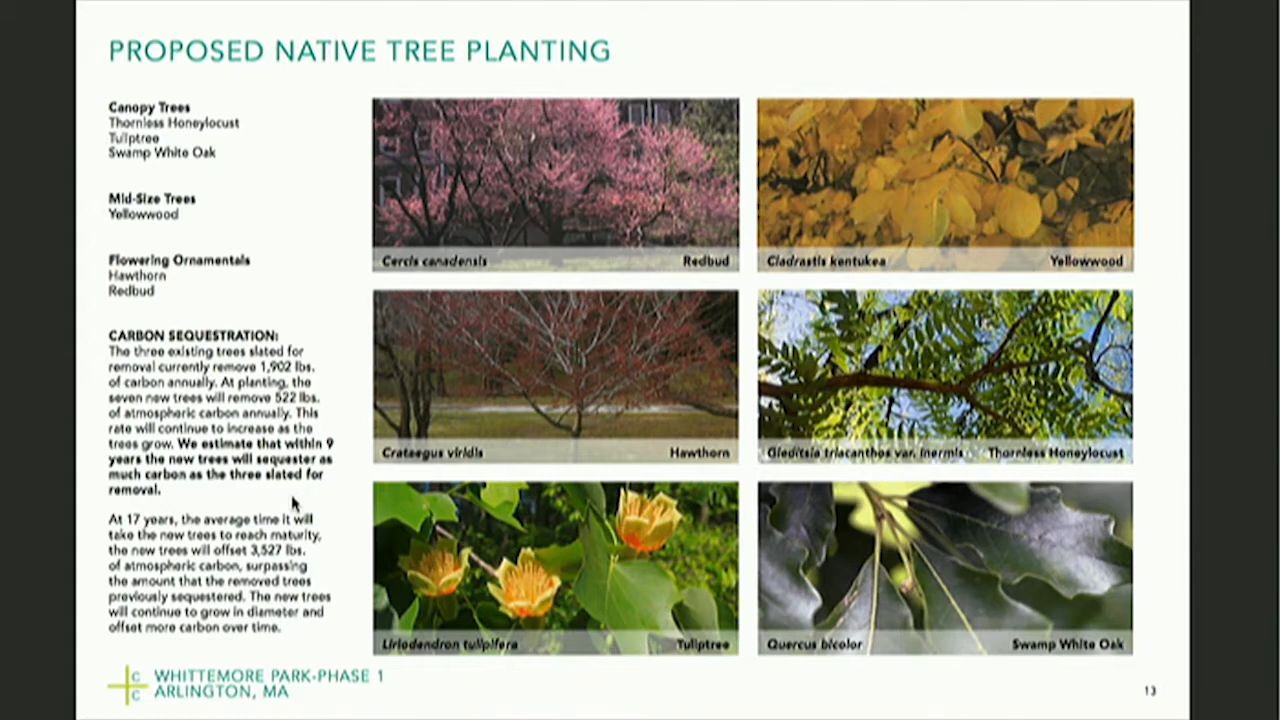 PROPOSED NATIVE TREE PLANTING
Canopy Trees
Thornless Honeylocust
Tuliptree
Swamp White Oak
Mid-Size Trees
Yellowwood
Flowering Ornamentals
Hawthorn
Redbud
CARBON SEQUESTRATION:
The three existing trees slated for
removal currently remove 1,902 lbs.
of carbon annually. At planting, the
seven new trees will remove 522 lbs.
of atmospheric carbon annually. This
rate will continue to increase as the
trees grow. We estimate that within 9
years the new trees will sequester as
much carbon as the three slated for
removal.
At 17 years, the average time it will
take the new trees to reach maturity,
the new trees will offset 3,527 lbs.
of atmospheric carbon, surpassing
the amount that the removed trees
previously sequestered. The new trees
will continue to grow in diameter and
offset more carbon over time.
Cercis canadensis Redbud
Cladrastis kentukea Yellowwood
Crataegus viridis Hawthorn
Gleditsia triacanthos var. inermis Thornless Honeylocust
Liriodendron tulipifera Tuliptree
Quercus bicolor Swamp White Oak
C
C
WHITTEMORE PARK-PHASE 1
ARLINGTON, MA
13